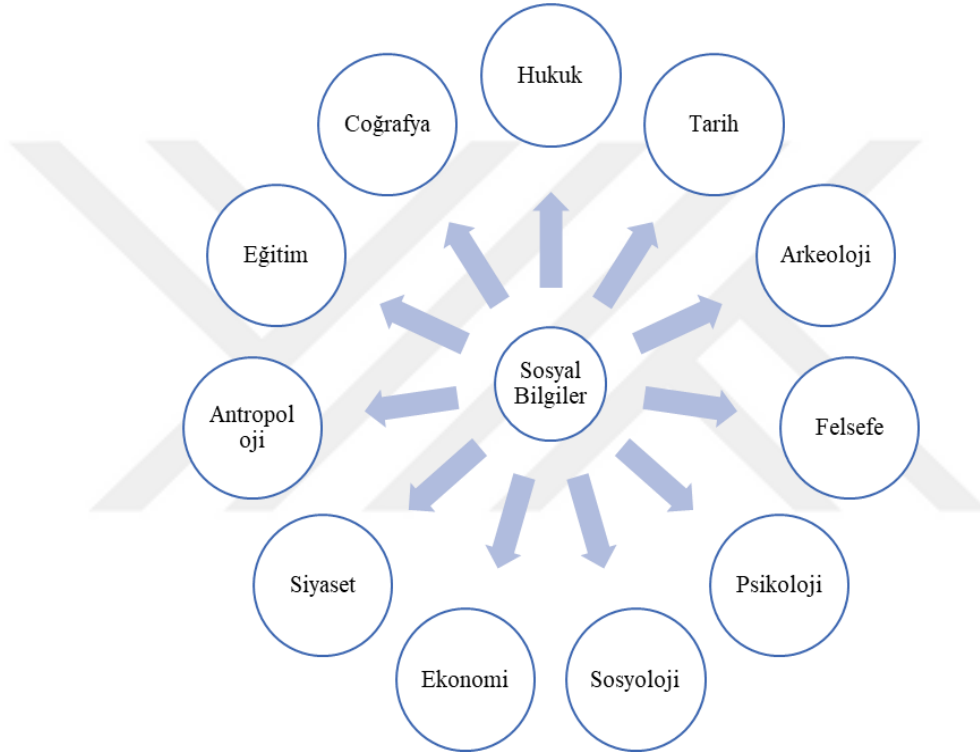 Hukuk
Tarih
Arkeoloji
Felsefe
Psikoloji
Sosyoloji
Ekonomi
Siyaset
Antropol
oji
Eğitim
Coğrafya
Sosyal
Bilgiler